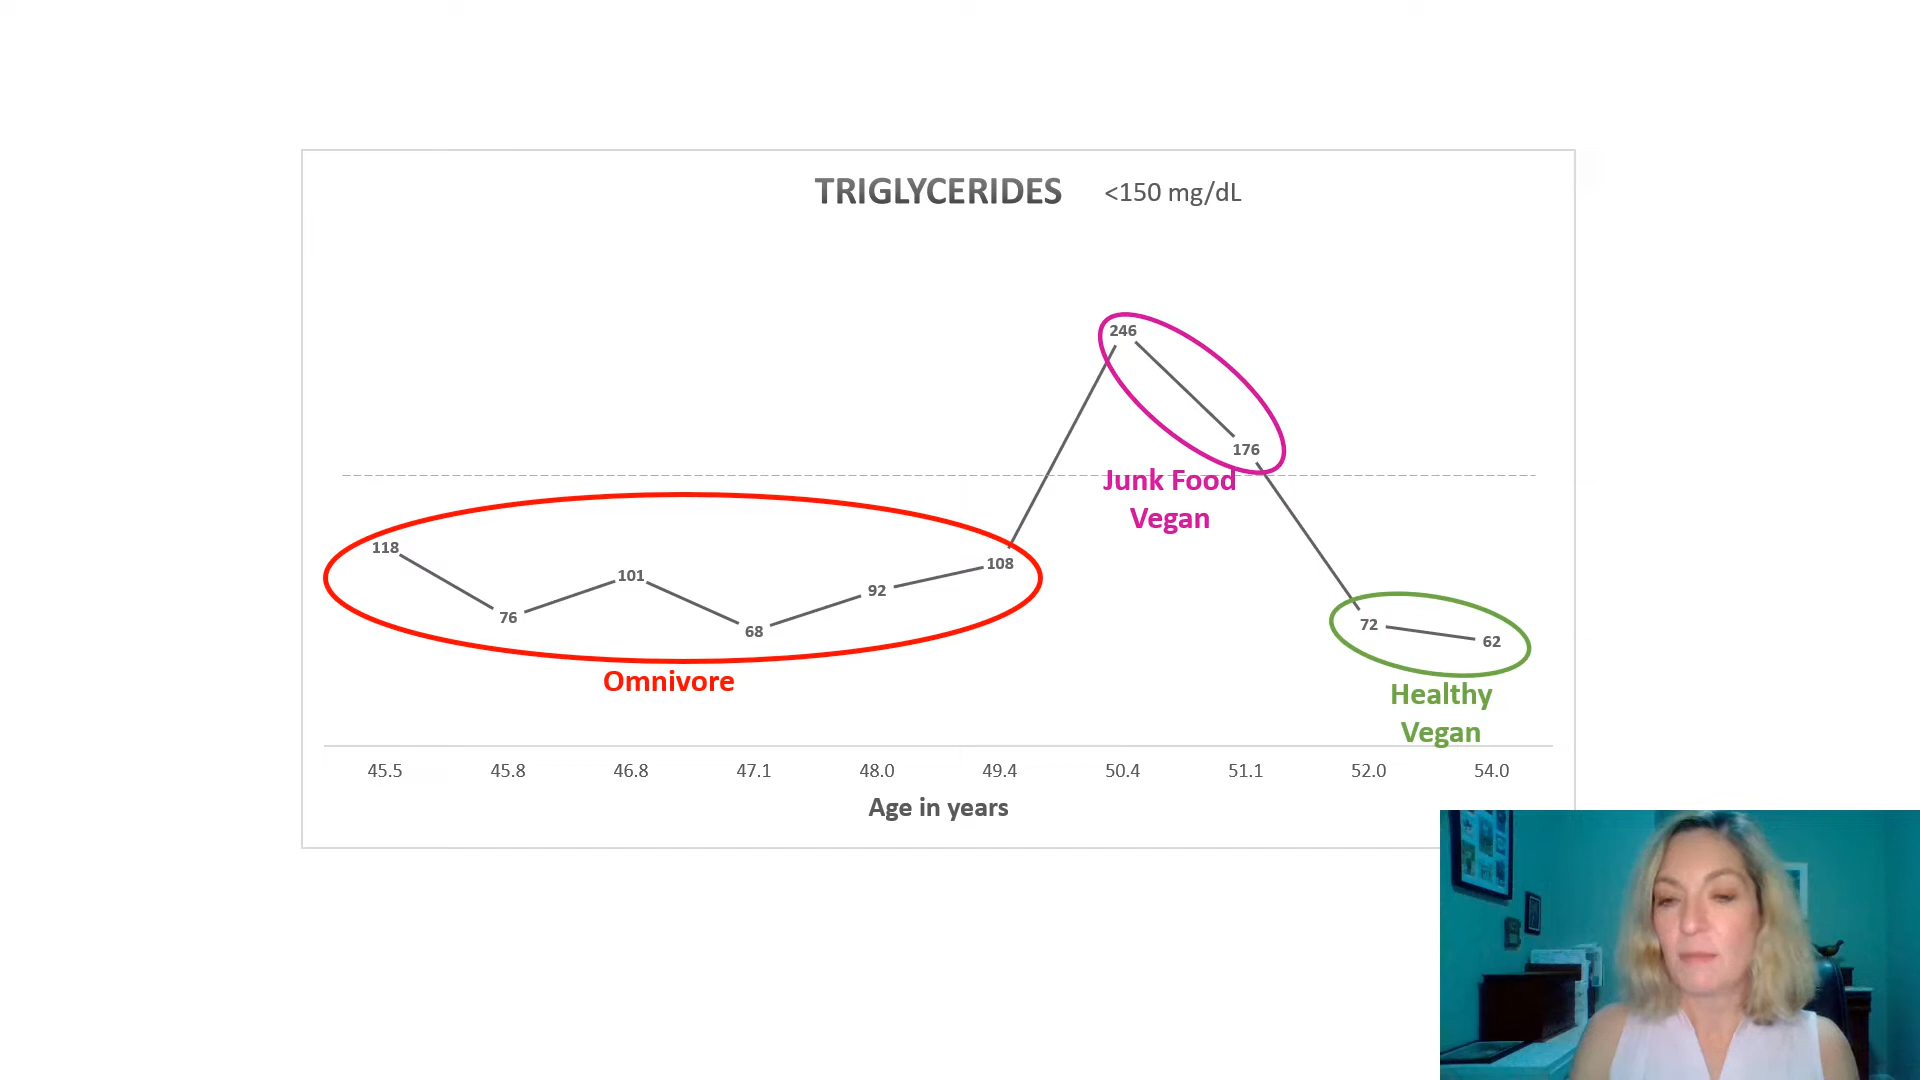 TRIGLYCERIDES <150 mg/dL
246
176
Junk Food
Vegan
118
76
101
68
92
108
72
62
Omnivore
Healthy
Vegan
45.5 45.8 46.8 47.1 48.0 49.4 50.4 51.1 52.0 54.0
Age in years